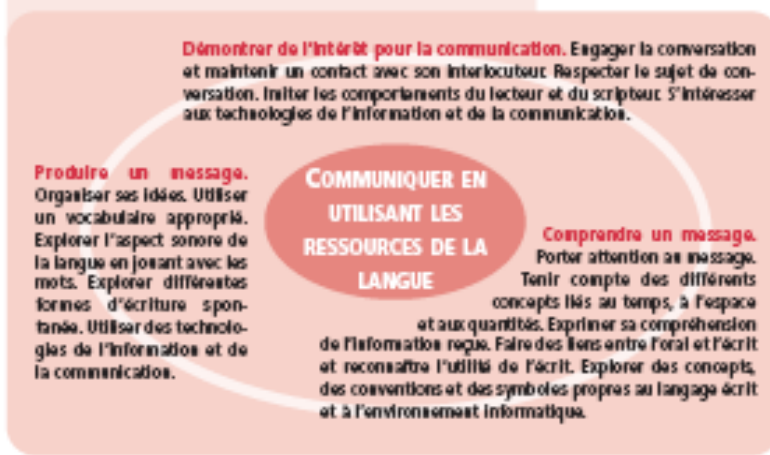 Démontrer de l'intérêt pour la communication. Engager la conversation
et maintenir un contact avec son interlocuteur. Respecter le sujet de con-
versation. Imiter les comportements du lecteur et du scripteur. S'intéresser
aux technologies de l'information et de la communication.
Produire un message.
Organiser ses idées. Utiliser
un vocabulaire approprié.
Explorer l'aspect sonore de
la langue en jouant avec les
mots. Explorer différentes
formes d'écriture spon-
tanée. Utiliser des technolo-
gies de l'information et de
la communication.
COMMUNIQUER EN
UTILISANT LES
RESSOURCES DE LA
LANGUE
Comprendre un message.
Porter attention au message.
Tenir compte des différents
concepts liés au temps, à l'espace
et aux quantités. Exprimer sa compréhension
de l'information reçue. Faire des liens entre l'oral et l'écrit
et reconnaître l'utilité de l'écrit. Explorer des concepts,
des conventions et des symboles propres au langage écrit
et à l'environnement informatique.